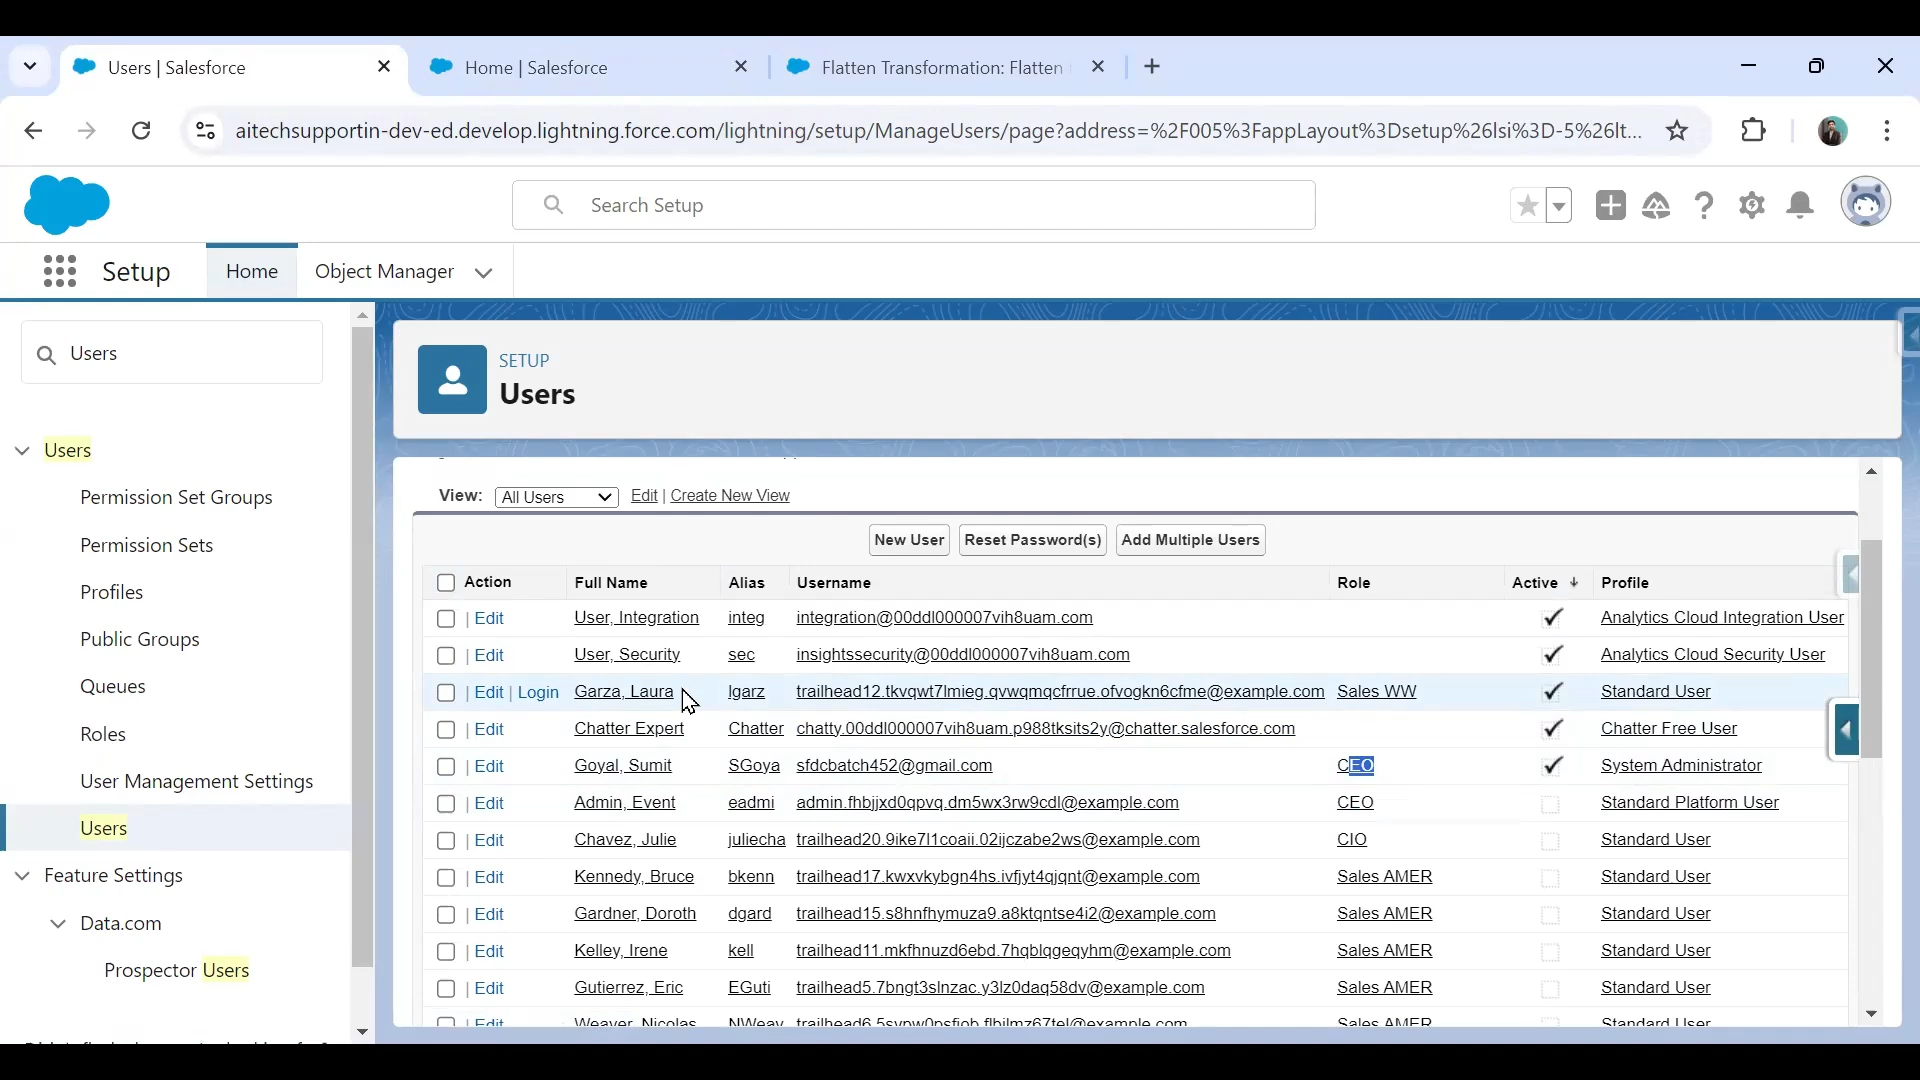 Users | Salesforce
Home | Salesforce
Flatten Transformation: Flatten
aitechsupportin-dev-ed.develop.lightning.force.com/lightning/setup/ManageUsers/page?address=%2F005%3FappLayout%3Dsetup%26lsi%3D-5%26lt...
Search Setup
Setup
Home
Object Manager
Users
Users
Permission Set Groups
Permission Sets
Profiles
Public Groups
Queues
Roles
User Management Settings
Users
Feature Settings
Data.com
Prospector Users
SETUP
Users
View: All Users Edit | Create New View
New User Reset Password(s) Add Multiple Users
Action Full Name Alias Username Role Active Profile
| Edit User, Integration integ integration@00ddl000007vih8uam.com Analytics Cloud Integration User
| Edit User, Security sec insightssecurity@00ddl000007vih8uam.com Analytics Cloud Security User
| Edit | Login Garza, Laura lgarz trailhead12.tkvqwt7lmieg.qvwqmqcfrrue.ofvogkn6cfme@example.com Sales WW Standard User
| Edit Chatter Expert Chatter chatty.00ddl000007vih8uam.p988tksits2y@chatter.salesforce.com Chatter Free User
| Edit Goyal, Sumit SGoya sfdcbatch452@gmail.com CEO System Administrator
| Edit Admin, Event eadmi admin.fhbjjxd0qpvq.dm5wx3rw9cdl@example.com CEO Standard Platform User
| Edit Chavez, Julie juliecha trailhead20.9ike7l1coaii.02ijczabe2ws@example.com CIO Standard User
| Edit Kennedy, Bruce bkenn trailhead17.kwxvkybgn4hs.ivfjyt4qjqnt@example.com Sales AMER Standard User
| Edit Gardner, Doroth dgard trailhead15.s8hnfhymuza9.a8ktqntse4i2@example.com Sales AMER Standard User
| Edit Kelley, Irene kell trailhead11.mkfhnuzd6ebd.7hqblqgeqyhm@example.com Sales AMER Standard User
| Edit Gutierrez, Eric EGuti trailhead5.7bngt3slnzac.y3lz0daq58dv@example.com Sales AMER Standard User
Edit Weaver, Nicolas NWeav Sales AMER Standard User